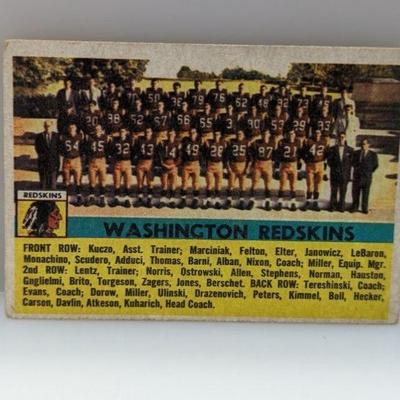 REDSKINS
WASHINGTON REDSKINS
FRONT ROW: Kuczo, Asst. Trainer; Marciniak, Felton, Elter, Janowicz, LeBaron,
Monachino, Scudero, Adduci, Thomas, Barni, Alban, Nixon, Coach; Miller, Equip. Mgr.
2nd ROW: Lentz, Trainer; Norris, Ostrowski, Allen, Stephens, Norman, Hauston,
Gnglielmi, Brito, Torgeson, Zagers, Jones, Berschet. BACK ROW: Tereshinski, Coach;
Evans, Coach; Dorow, Miller, Ulinski, Drazenovich, Peters, Kimmel, Boll, Hecker,
Carson, Davlin, Atkeson, Kuharich, Head Coach.